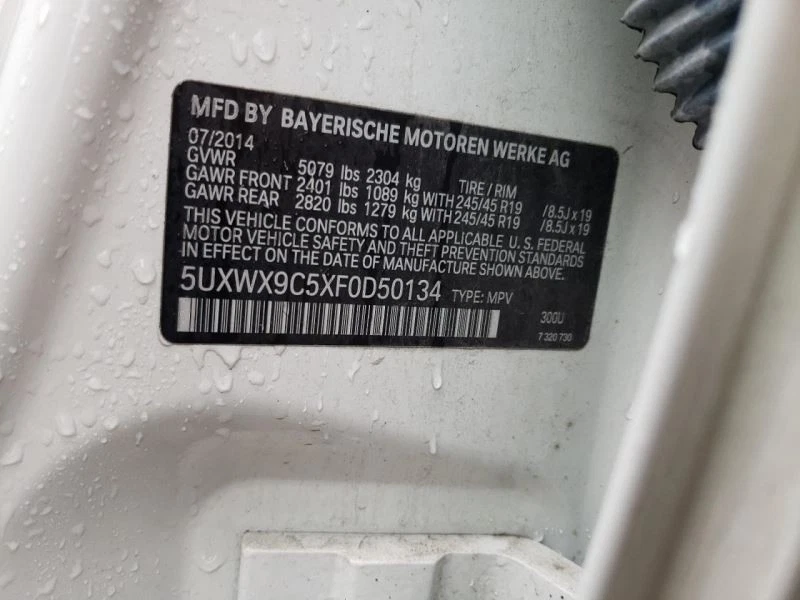 MFD BY BAYERISCHE MOTOREN WERKE AG
07/2014
GVWR 5079 lbs 2304 kg TIRE / RIM
GAWR FRONT 2401 lbs 1089 kg WITH 245/45 R19 /8.5J x 19
GAWR REAR 2820 lbs 1279 kg WITH 245/45 R19 /8.5J x 19
THIS VEHICLE CONFORMS TO ALL APPLICABLE U. S. FEDERAL
MOTOR VEHICLE SAFETY AND THEFT PREVENTION STANDARDS
IN EFFECT ON THE DATE OF MANUFACTURE SHOWN ABOVE.
5UXWX9C5XF0D50134 TYPE: MPV
300U
7 320 730